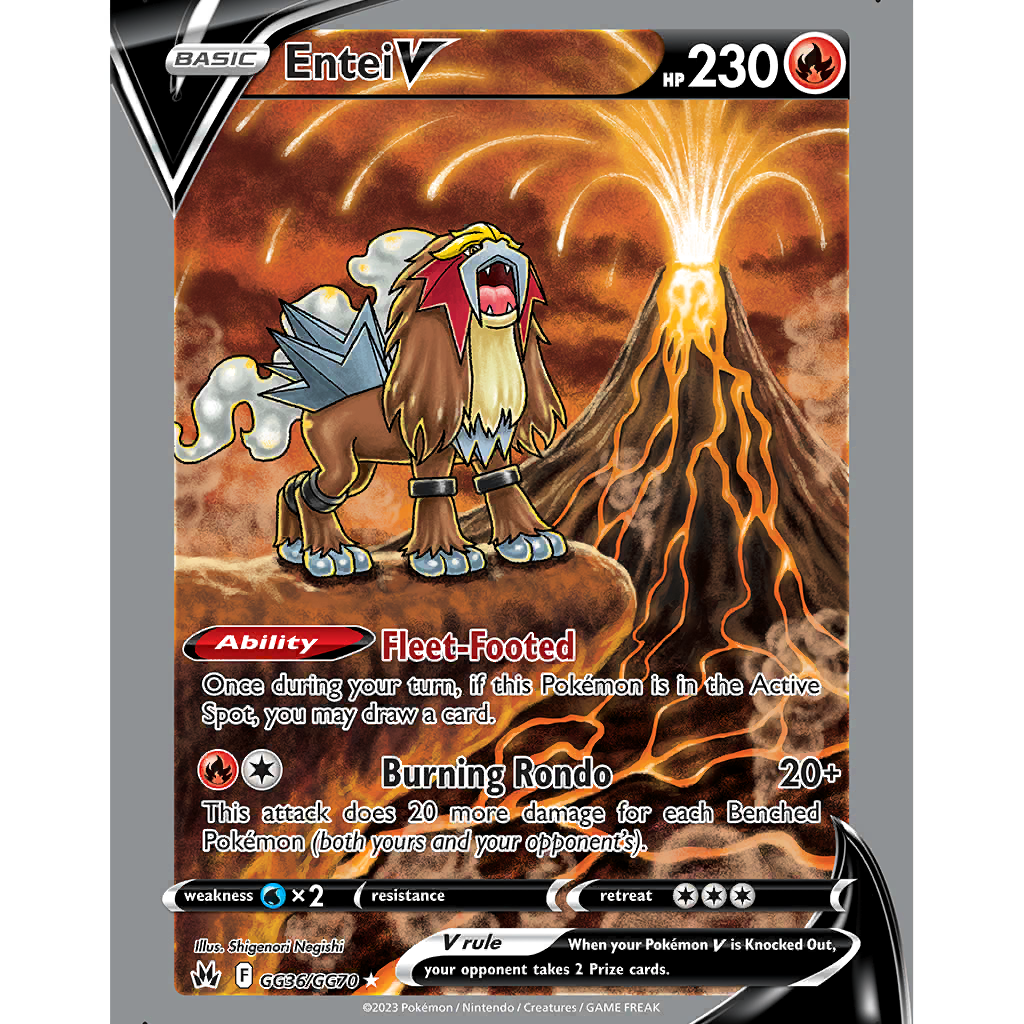 BASIC Entei V HP 230
Ability Fleet-Footed
Once during your turn, if this Pokémon is in the Active
Spot, you may draw a card.
Burning Rondo 20+
This attack does 20 more damage for each Benched
Pokémon (both yours and your opponent's).
weakness ×2 resistance retreat
V rule When your Pokémon V is Knocked Out,
your opponent takes 2 Prize cards.
Illus. Shigenori Negishi
F GG36/GG70
©2023 Pokémon / Nintendo / Creatures / GAME FREAK